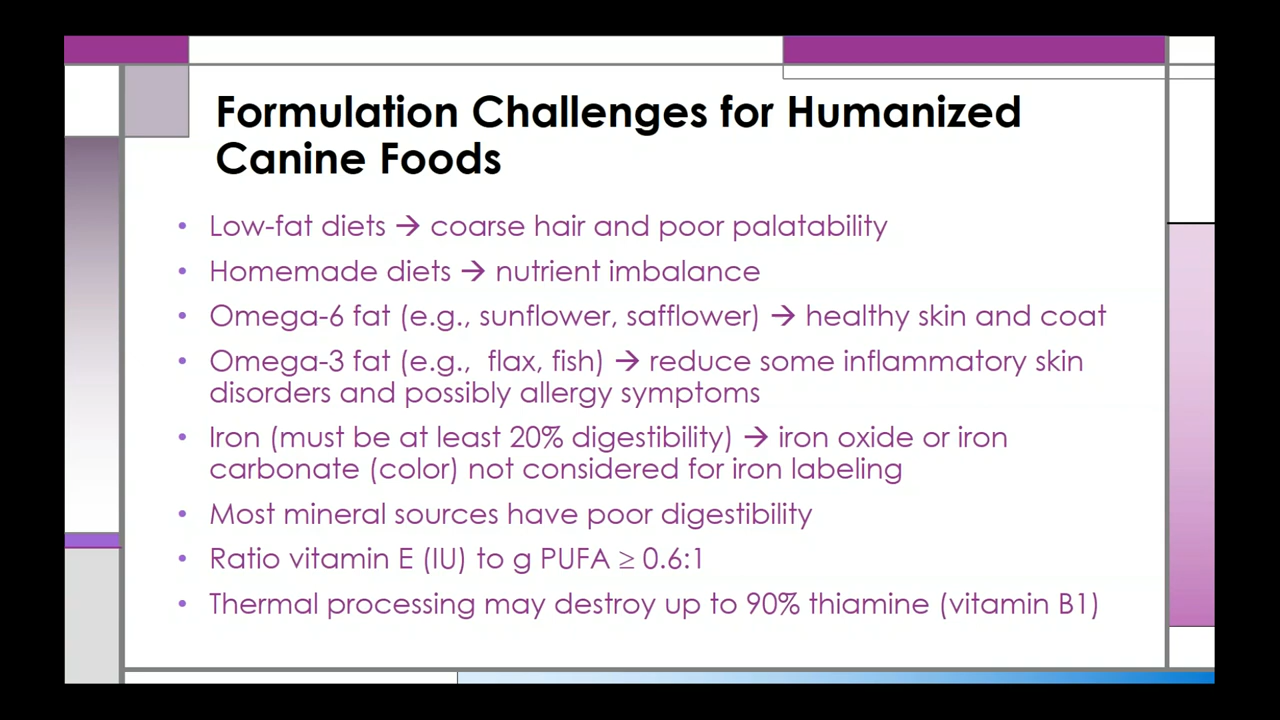 Formulation Challenges for Humanized
Canine Foods
• Low-fat diets → coarse hair and poor palatability
• Homemade diets → nutrient imbalance
• Omega-6 fat (e.g., sunflower, safflower) → healthy skin and coat
• Omega-3 fat (e.g.,  flax, fish) → reduce some inflammatory skin
disorders and possibly allergy symptoms
• Iron (must be at least 20% digestibility) → iron oxide or iron
carbonate (color) not considered for iron labeling
• Most mineral sources have poor digestibility
• Ratio vitamin E (IU) to g PUFA ≥ 0.6:1
• Thermal processing may destroy up to 90% thiamine (vitamin B1)